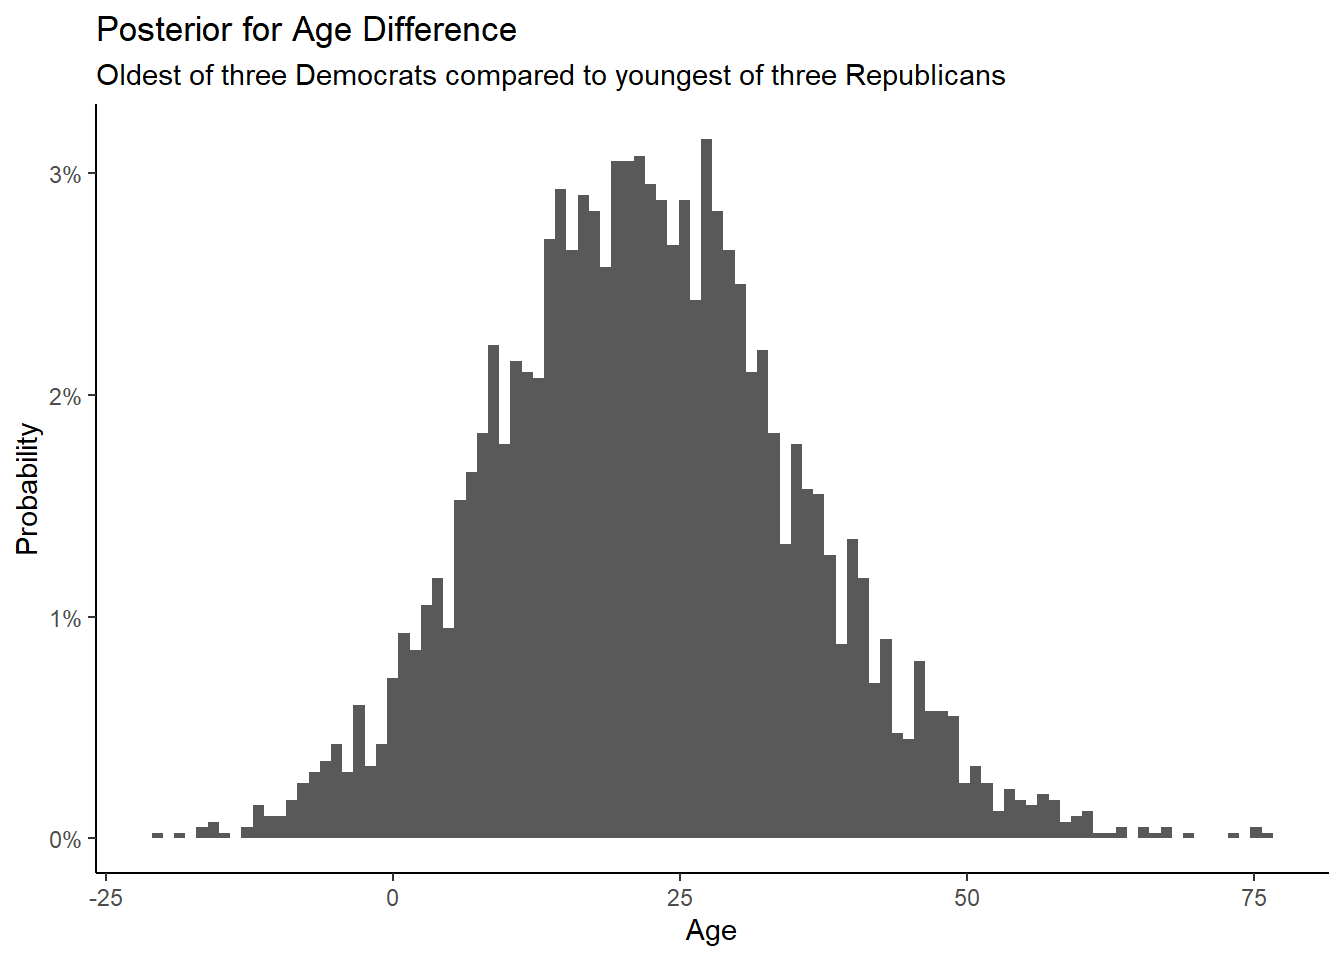 Posterior for Age Difference
Oldest of three Democrats compared to youngest of three Republicans
3%
2%
1%
0%
Probability
-25 0 25 50 75
Age